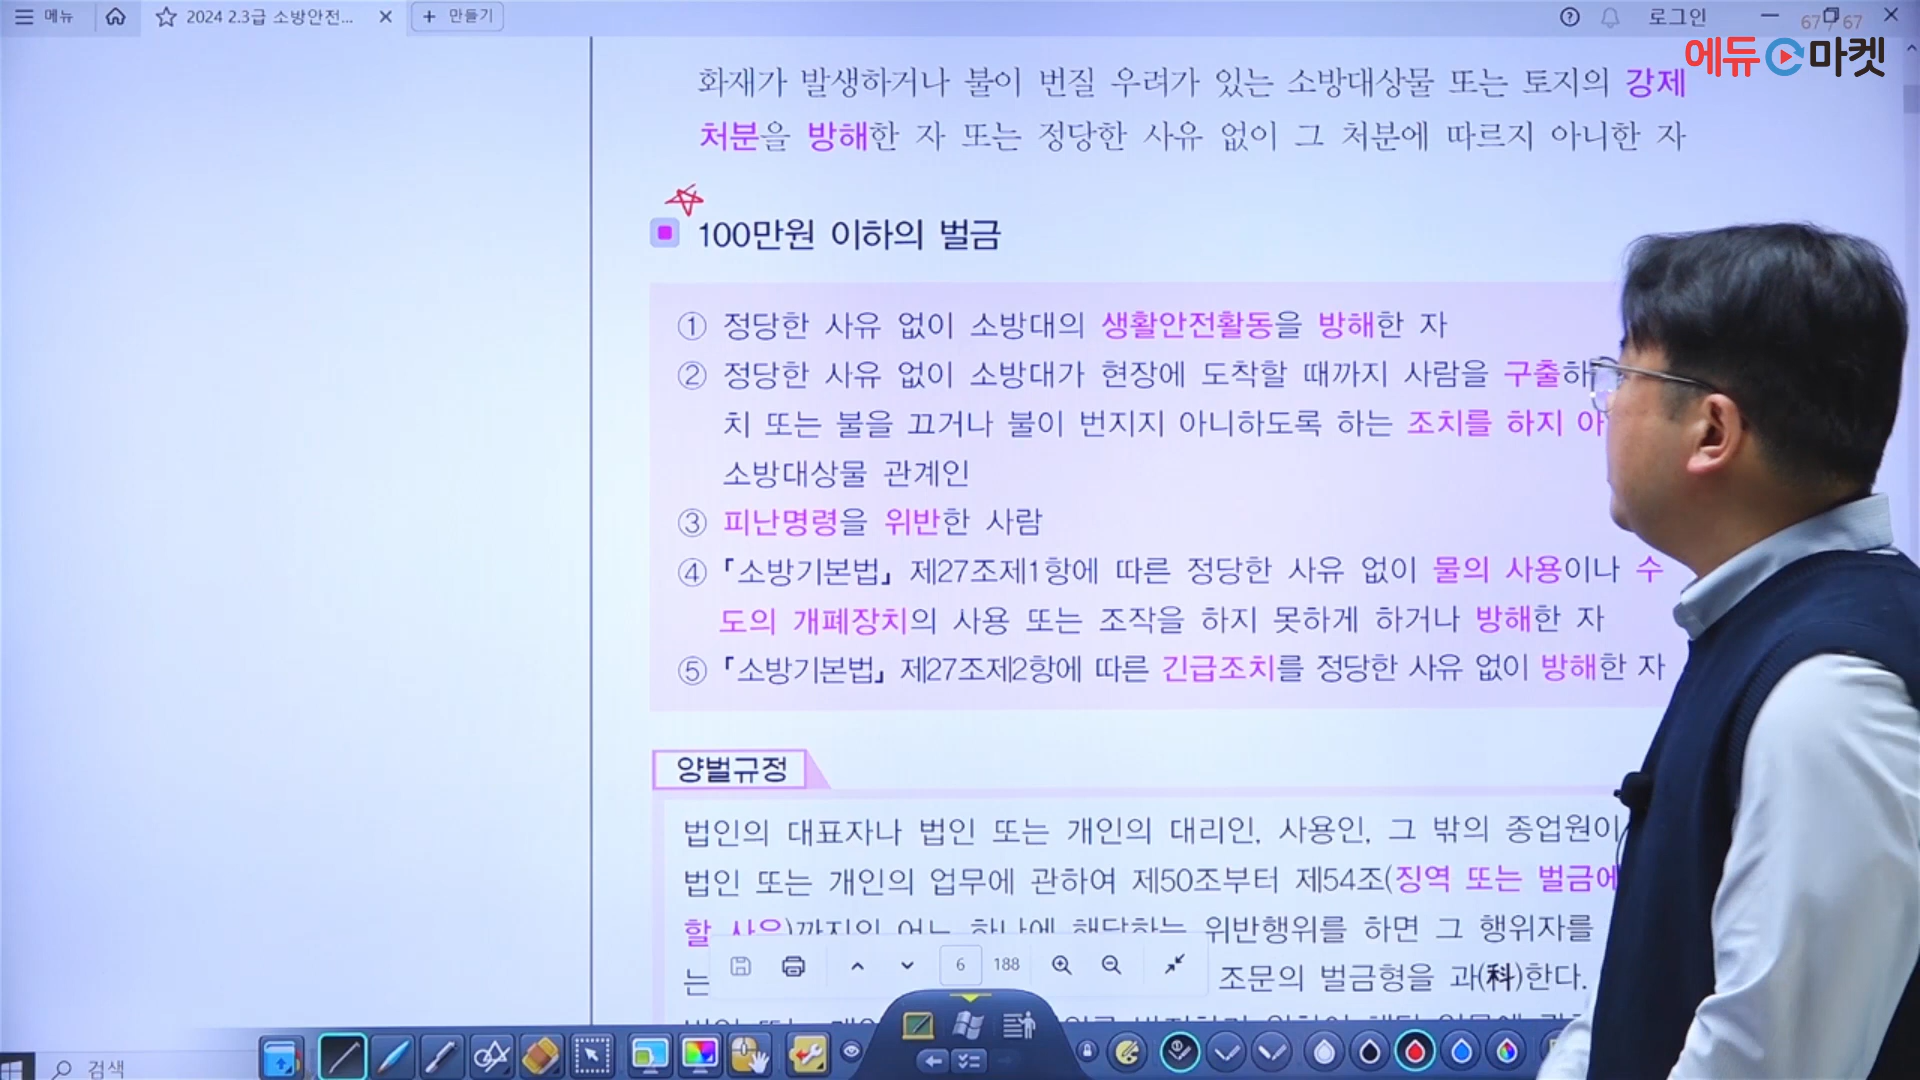 메뉴
2024 2.3급 소방안전...
만들기
로그인
67 / 67
에듀마켓
화재가 발생하거나 불이 번질 우려가 있는 소방대상물 또는 토지의 강제
처분을 방해한 자 또는 정당한 사유 없이 그 처분에 따르지 아니한 자
100만원 이하의 벌금
① 정당한 사유 없이 소방대의 생활안전활동을 방해한 자
② 정당한 사유 없이 소방대가 현장에 도착할 때까지 사람을 구출하
치 또는 불을 끄거나 불이 번지지 아니하도록 하는 조치를 하지 아
소방대상물 관계인
③ 피난명령을 위반한 사람
④ 「소방기본법」 제27조제1항에 따른 정당한 사유 없이 물의 사용이나 수
도의 개폐장치의 사용 또는 조작을 하지 못하게 하거나 방해한 자
⑤ 「소방기본법」 제27조제2항에 따른 긴급조치를 정당한 사유 없이 방해한 자
양벌규정
법인의 대표자나 법인 또는 개인의 대리인, 사용인, 그 밖의 종업원이
법인 또는 개인의 업무에 관하여 제50조부터 제54조(징역 또는 벌금에
할 사유)까지의 어느 하나에 해당하는 위반행위를 하면 그 행위자를
는 조문의 벌금형을 과(科)한다.
6 188
검색